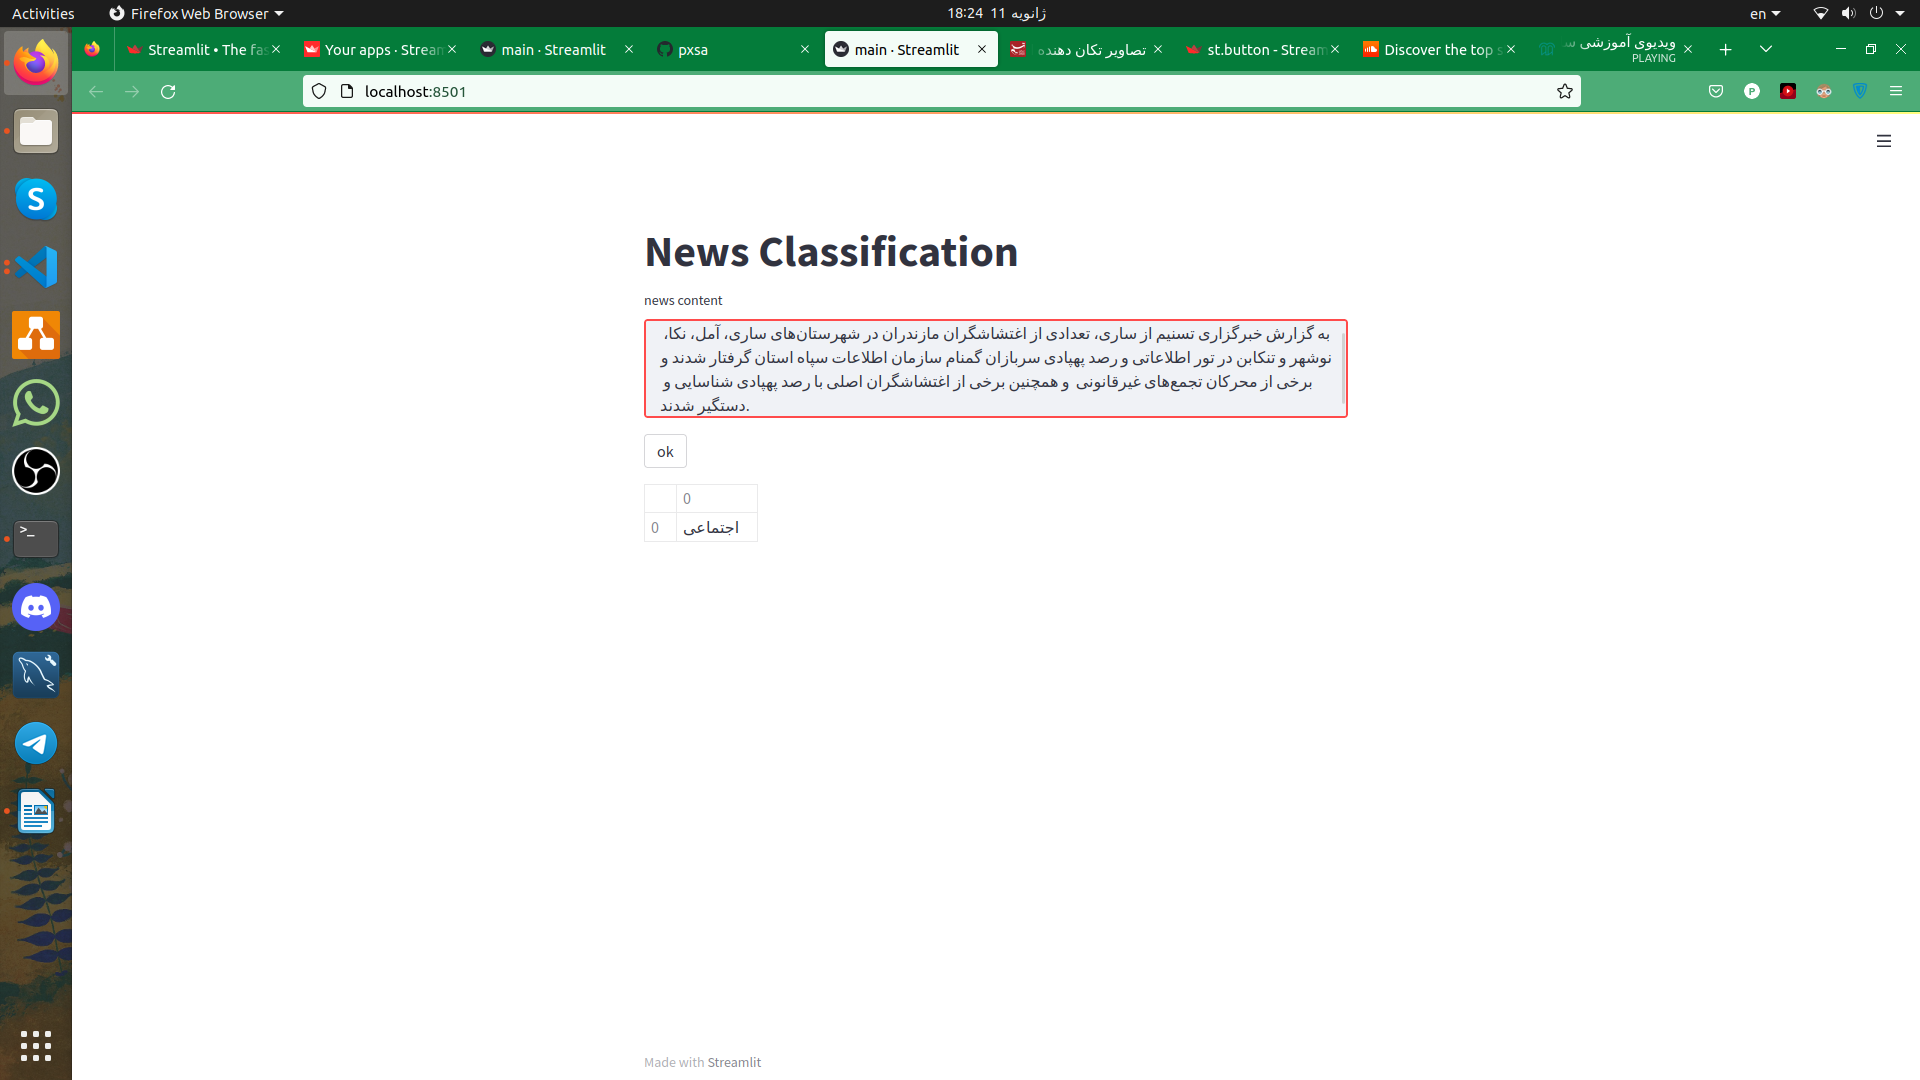 Activities
Firefox Web Browser
ژانویه 11 18:24
en
Streamlit • The fas
Your apps · Stream
main · Streamlit
pxsa
main · Streamlit
تصاویر تکان دهنده
st.button - Stream
Discover the top s
ویدیوی آموزشی س
PLAYING
localhost:8501
News Classification
news content
به گزارش خبرگزاری تسنیم از ساری، تعدادی از اغتشاشگران مازندران در شهرستان‌های ساری، آمل، نکا،
نوشهر و تنکابن در تور اطلاعاتی و رصد پهپادی سربازان گمنام سازمان اطلاعات سپاه استان گرفتار شدند و
برخی از محرکان تجمع‌های غیرقانونی و همچنین برخی از اغتشاشگران اصلی با رصد پهپادی شناسایی و
دستگیر شدند.
ok
0
0 اجتماعی
Made with Streamlit